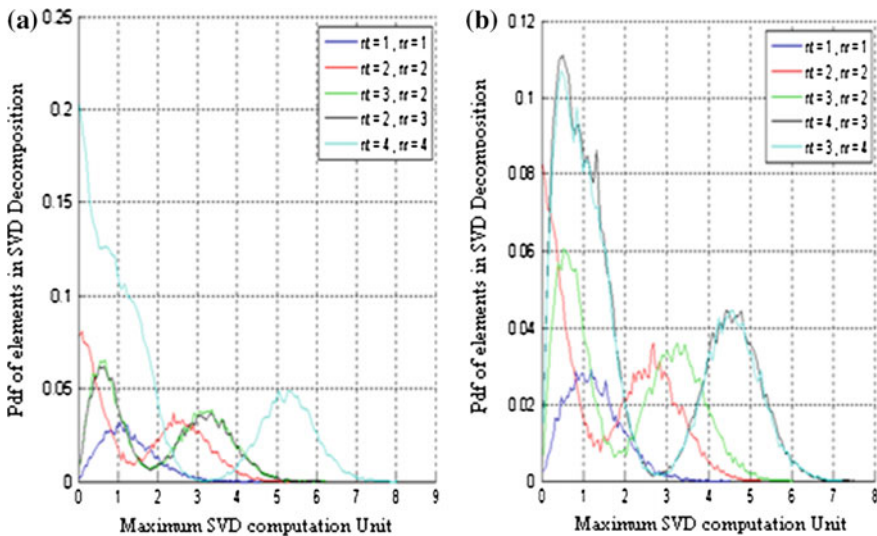 (a)
0.25
0.2
0.15
0.1
0.05
0
Pdf of elements in SVD Decomposition
nt=1, nr=1
nt=2, nr=2
nt=3, nr=2
nt=2, nr=3
nt=4, nr=4
0 1 2 3 4 5 6 7 8 9
Maximum SVD computation Unit
(b)
0.12
0.1
0.08
0.06
0.04
0.02
0
Pdf of elements in SVD Decomposition
nt=1, nr=1
nt=2, nr=2
nt=3, nr=2
nt=4, nr=3
nt=3, nr=4
0 1 2 3 4 5 6 7 8
Maximum SVD computation Unit